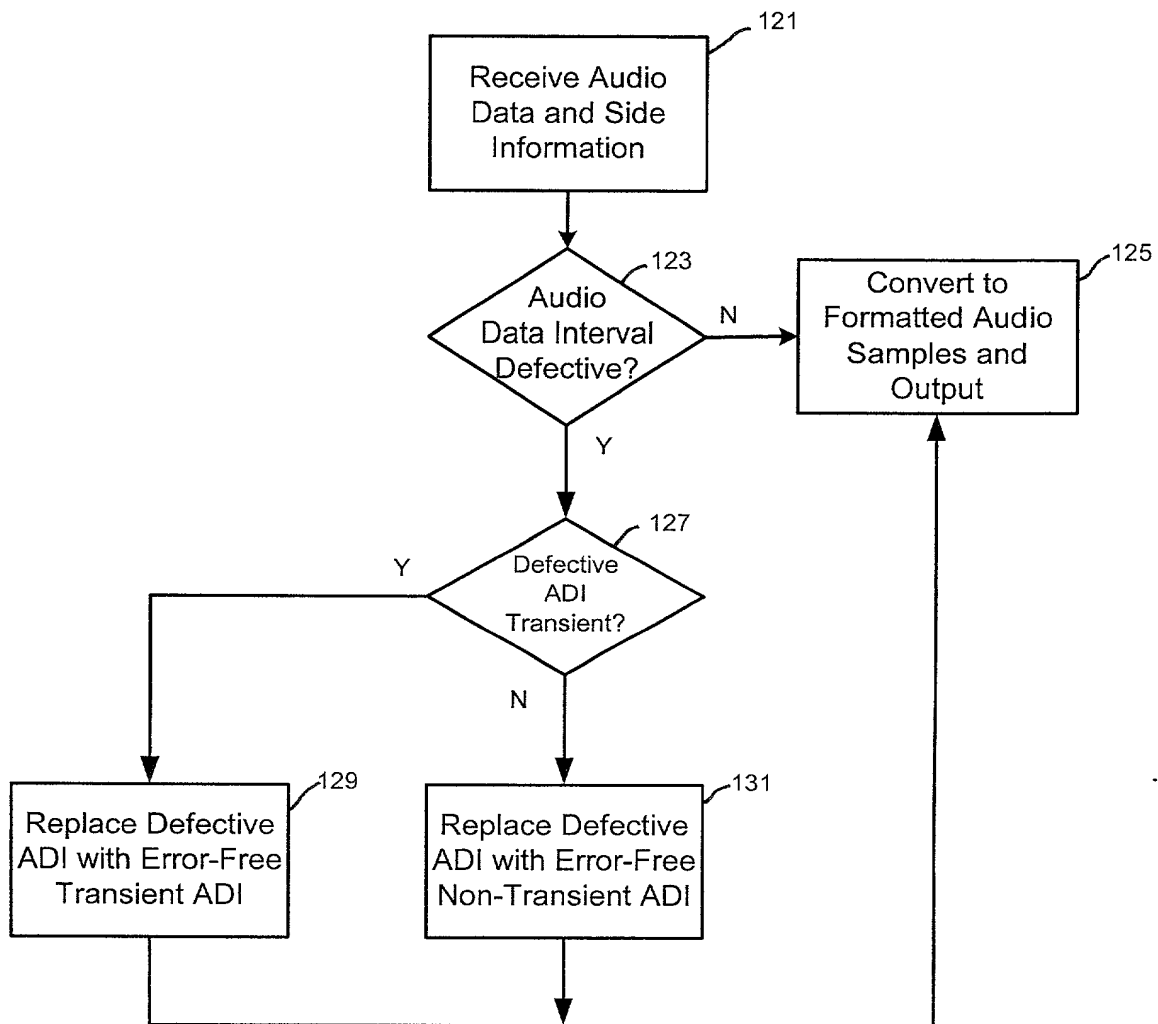 121
Receive Audio
Data and Side
Information
123
Audio
Data Interval
Defective?
N
125
Convert to
Formatted Audio
Samples and
Output
Y
127
Defective
ADI
Transient?
Y
N
129
Replace Defective
ADI with Error-Free
Transient ADI
131
Replace Defective
ADI with Error-Free
Non-Transient ADI